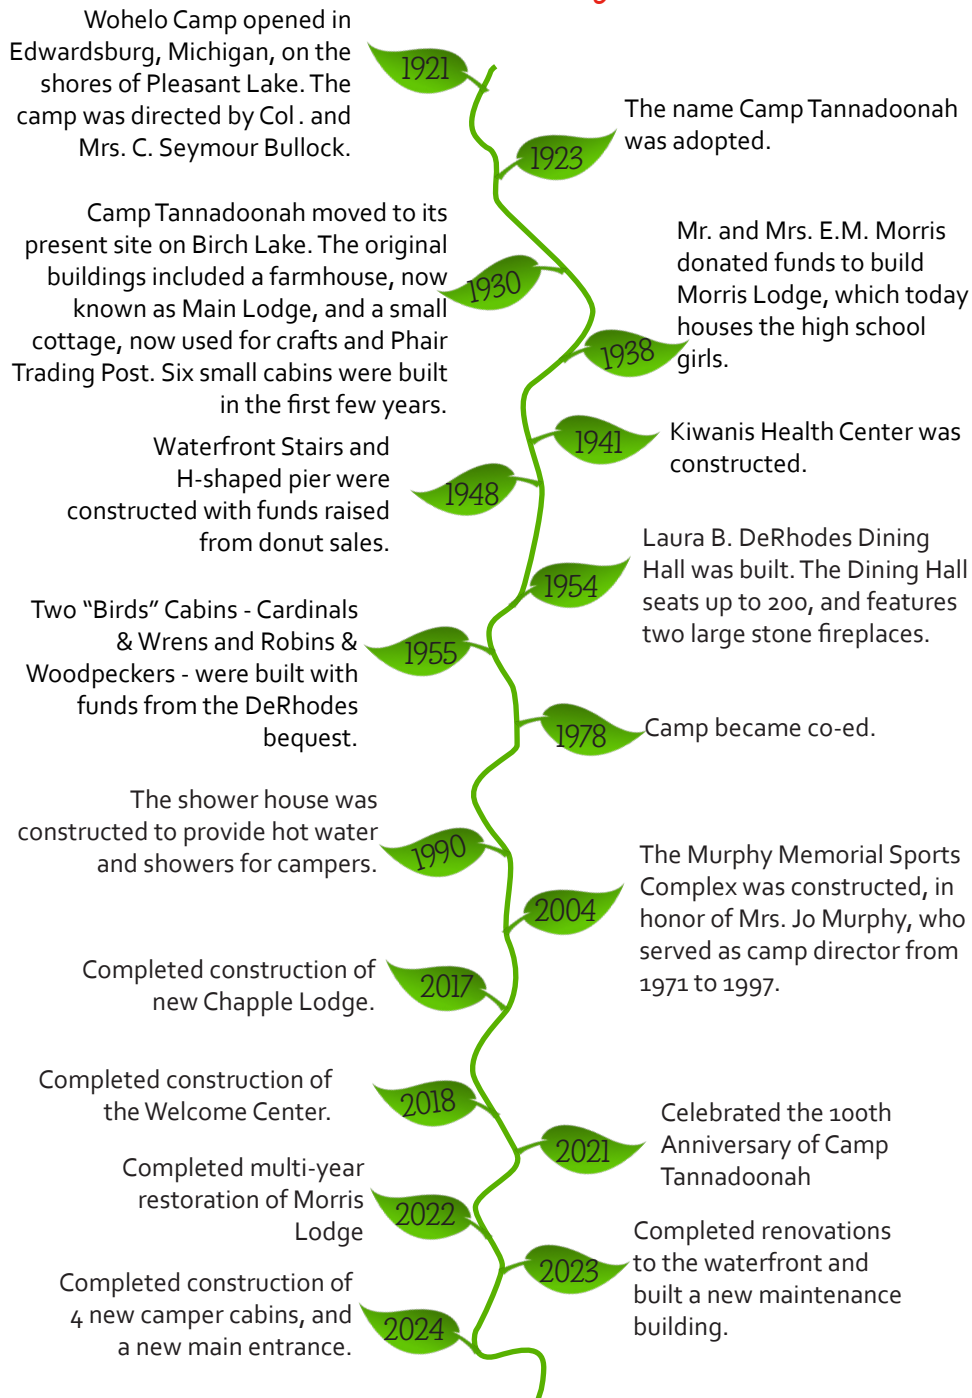 Wohelo Camp opened in
Edwardsburg, Michigan, on the
shores of Pleasant Lake. The
camp was directed by Col . and
Mrs. C. Seymour Bullock.
1921
The name Camp Tannadoonah
was adopted.
1923
Camp Tannadoonah moved to its
present site on Birch Lake. The original
buildings included a farmhouse, now
known as Main Lodge, and a small
cottage, now used for crafts and Phair
Trading Post. Six small cabins were built
in the first few years.
1930
Mr. and Mrs. E.M. Morris
donated funds to build
Morris Lodge, which today
houses the high school
girls.
1938
Kiwanis Health Center was
constructed.
1941
Waterfront Stairs and
H-shaped pier were
constructed with funds raised
from donut sales.
1948
Laura B. DeRhodes Dining
Hall was built. The Dining Hall
seats up to 200, and features
two large stone fireplaces.
1954
Two “Birds” Cabins - Cardinals
& Wrens and Robins &
Woodpeckers - were built with
funds from the DeRhodes
bequest.
1955
1978
Camp became co-ed.
The shower house was
constructed to provide hot water
and showers for campers.
1990
The Murphy Memorial Sports
Complex was constructed, in
honor of Mrs. Jo Murphy, who
served as camp director from
1971 to 1997.
2004
Completed construction of
new Chapple Lodge.
2017
Completed construction of
the Welcome Center.
2018
Celebrated the 100th
Anniversary of Camp
Tannadoonah
2021
Completed multi-year
restoration of Morris
Lodge
2022
Completed renovations
to the waterfront and
built a new maintenance
building.
2023
Completed construction of
4 new camper cabins, and
a new main entrance.
2024